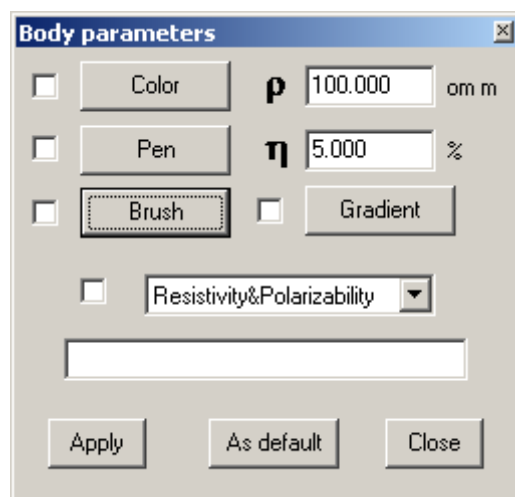 Body parameters
Color ρ 100.000 om m
Pen η 5.000 %
Brush Gradient
Resistivity&Polarizability
Apply As default Close